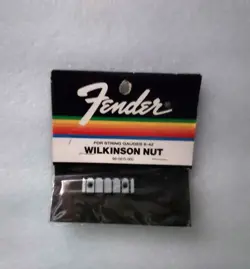 Fender®
FOR STRING GAUGES 9-42
WILKINSON NUT